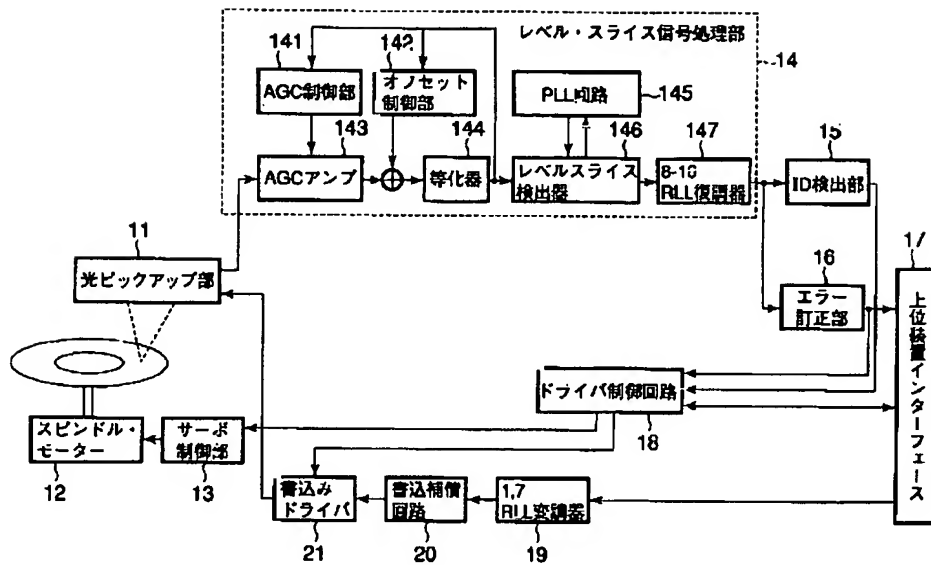 レベル・スライス信号処理部
14
141
AGC制御部
142
オフセット
制御部
143
AGCアンプ
144
等化器
PLL回路
145
146
レベルスライス
検出器
147
8-16
RLL復調器
15
ID検出部
16
エラー
訂正部
17
上位装置インターフェース
11
光ピックアップ部
スピンドル・
モーター
12
サーボ
制御部
13
ドライバ制御回路
18
書込み
ドライバ
21
書込補償
回路
20
1,7
RLL変調器
19